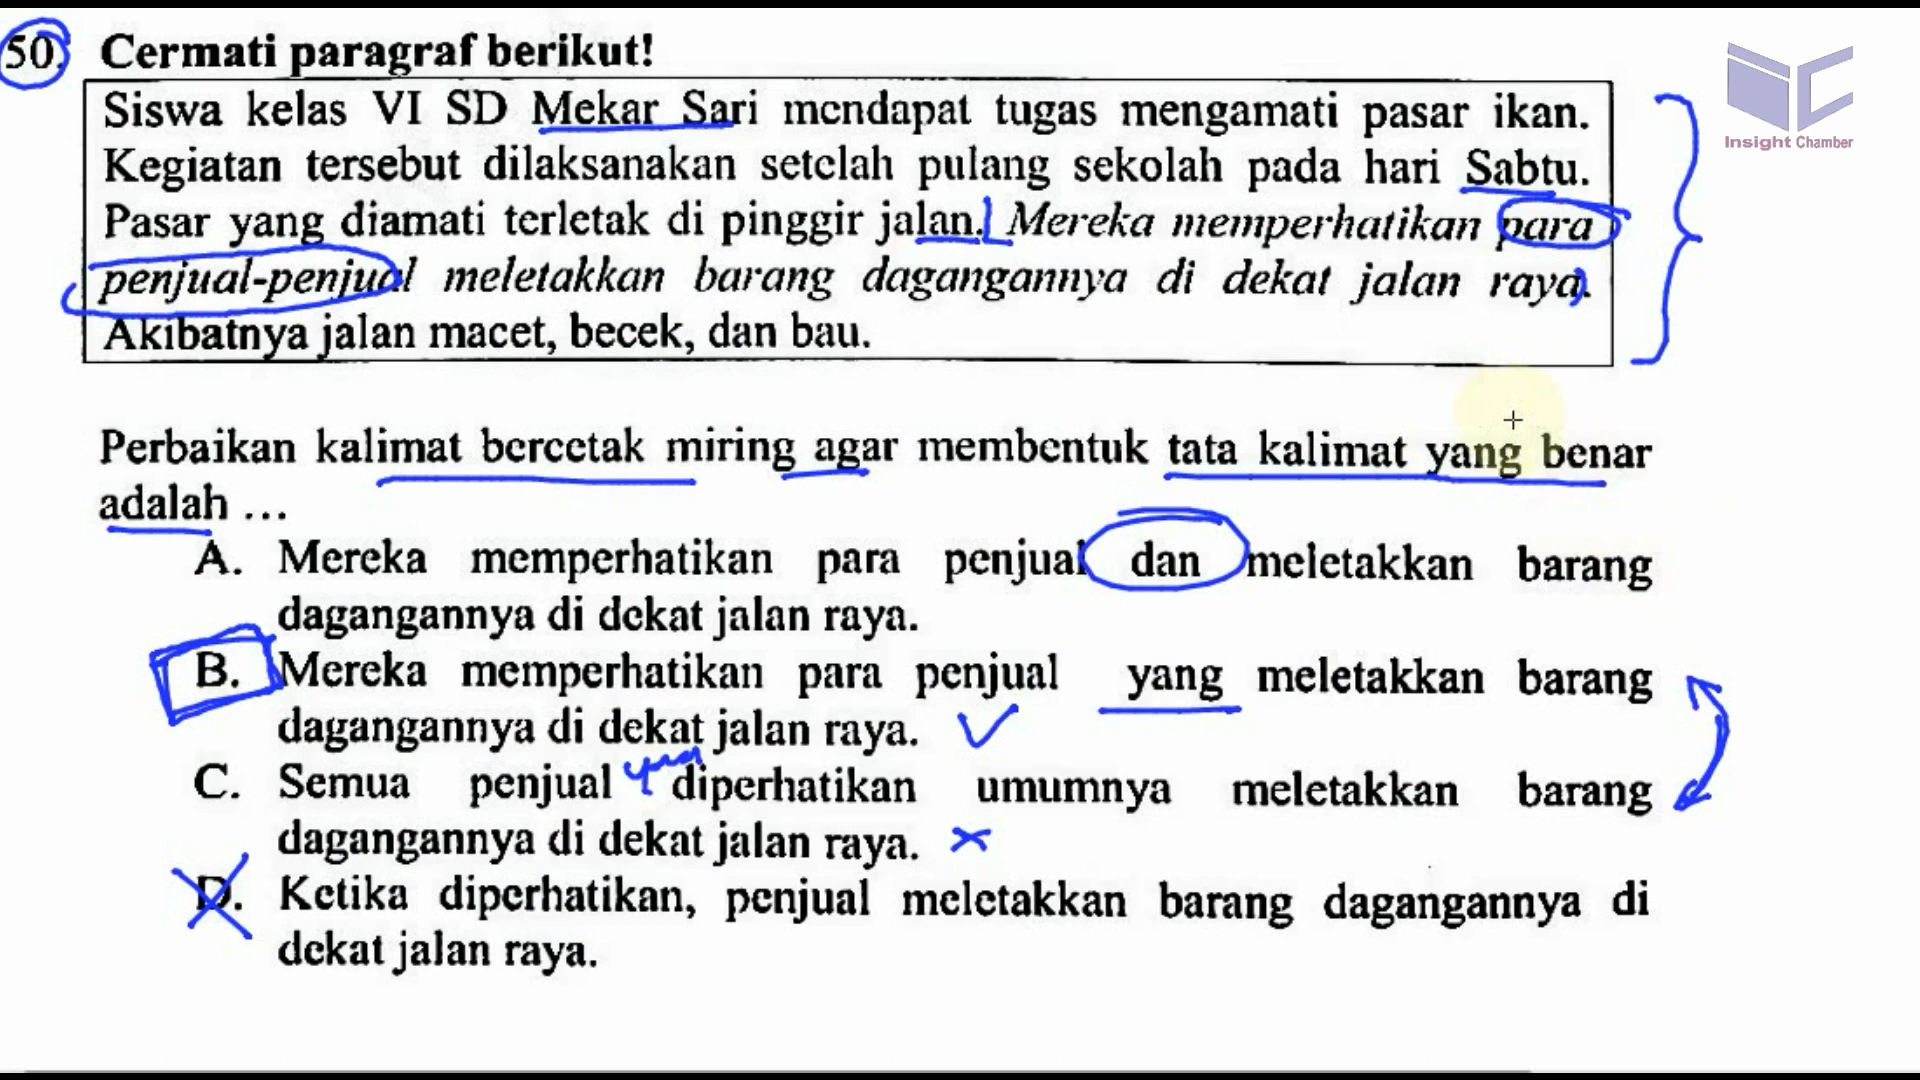 50. Cermati paragraf berikut!
Insight Chamber
Siswa kelas VI SD Mekar Sari mendapat tugas mengamati pasar ikan.
Kegiatan tersebut dilaksanakan setelah pulang sekolah pada hari Sabtu.
Pasar yang diamati terletak di pinggir jalan. Mereka memperhatikan para
penjual-penjual meletakkan barang dagangannya di dekat jalan raya.
Akibatnya jalan macet, becek, dan bau.
Perbaikan kalimat bercetak miring agar membentuk tata kalimat yang benar
adalah ...
A. Mereka memperhatikan para penjual dan meletakkan barang
dagangannya di dekat jalan raya.
B. Mereka memperhatikan para penjual yang meletakkan barang
dagangannya di dekat jalan raya.
C. Semua penjual yang diperhatikan umumnya meletakkan barang
dagangannya di dekat jalan raya.
D. Ketika diperhatikan, penjual meletakkan barang dagangannya di
dekat jalan raya.